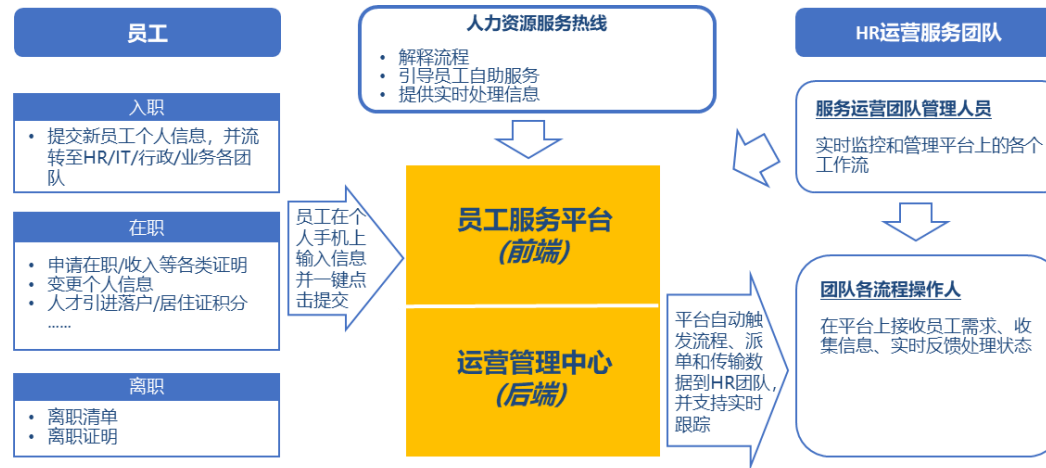 员工
入职
• 提交新员工个人信息，并流
转至HR/IT/行政/业务各团
队
在职
• 申请在职/收入等各类证明
• 变更个人信息
• 人才引进落户/居住证积分
......
离职
• 离职清单
• 离职证明
员工在个
人手机上
输入信息
并一键点
击提交
人力资源服务热线
• 解释流程
• 引导员工自助服务
• 提供实时处理信息
员工服务平台
(前端)
运营管理中心
(后端)
平台自动触
发流程、派
单和传输数
据到HR团队，
并支持实时
跟踪
HR运营服务团队
服务运营团队管理人员
实时监控和管理平台上的各个
工作流
团队各流程操作人
在平台上接收员工需求、收
集信息、实时反馈处理状态